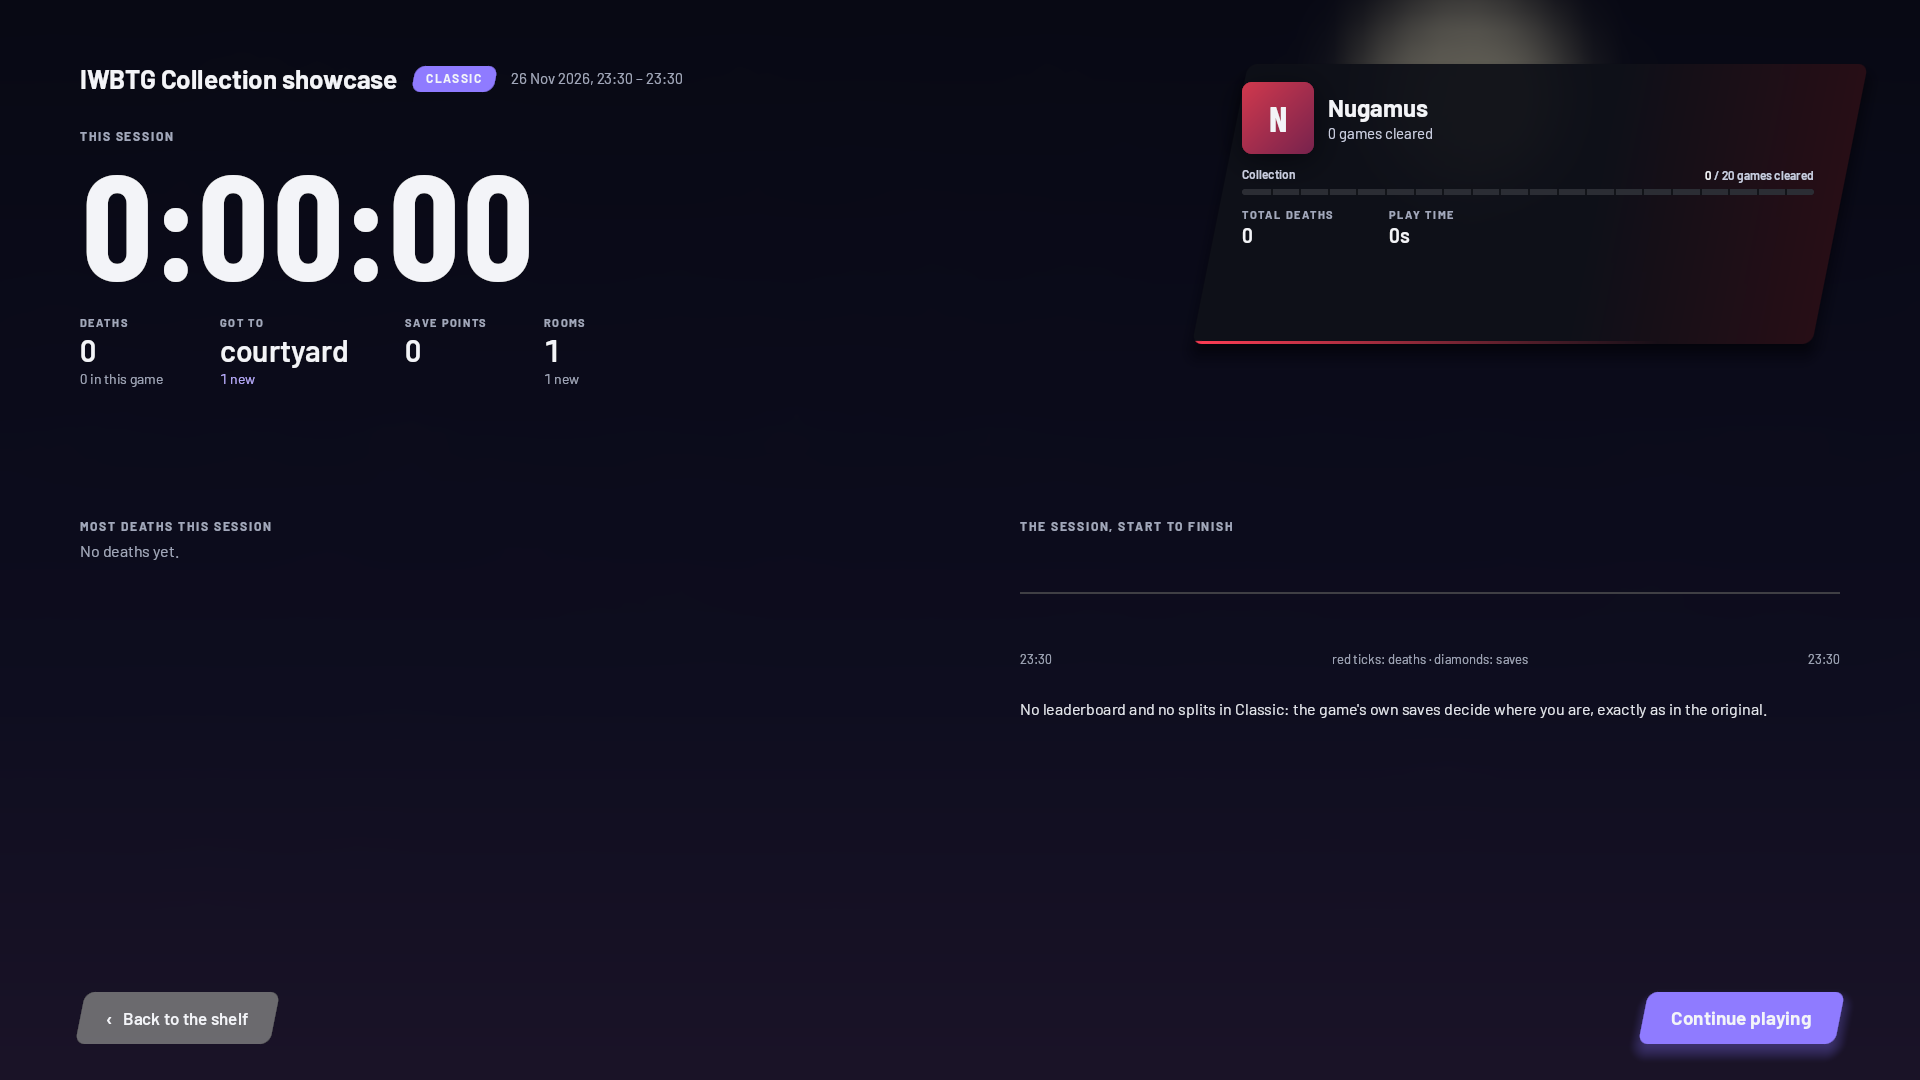 IWBTG Collection showcase
CLASSIC
26 Nov 2026, 23:30 – 23:30
THIS SESSION
0:00:00
DEATHS
0
0 in this game
GOT TO
courtyard
1 new
SAVE POINTS
0
ROOMS
1
1 new
N
Nugamus
0 games cleared
Collection
0 / 20 games cleared
TOTAL DEATHS
0
PLAY TIME
0s
MOST DEATHS THIS SESSION
No deaths yet.
THE SESSION, START TO FINISH
23:30
red ticks: deaths · diamonds: saves
23:30
No leaderboard and no splits in Classic: the game's own saves decide where you are, exactly as in the original.
‹ Back to the shelf
Continue playing